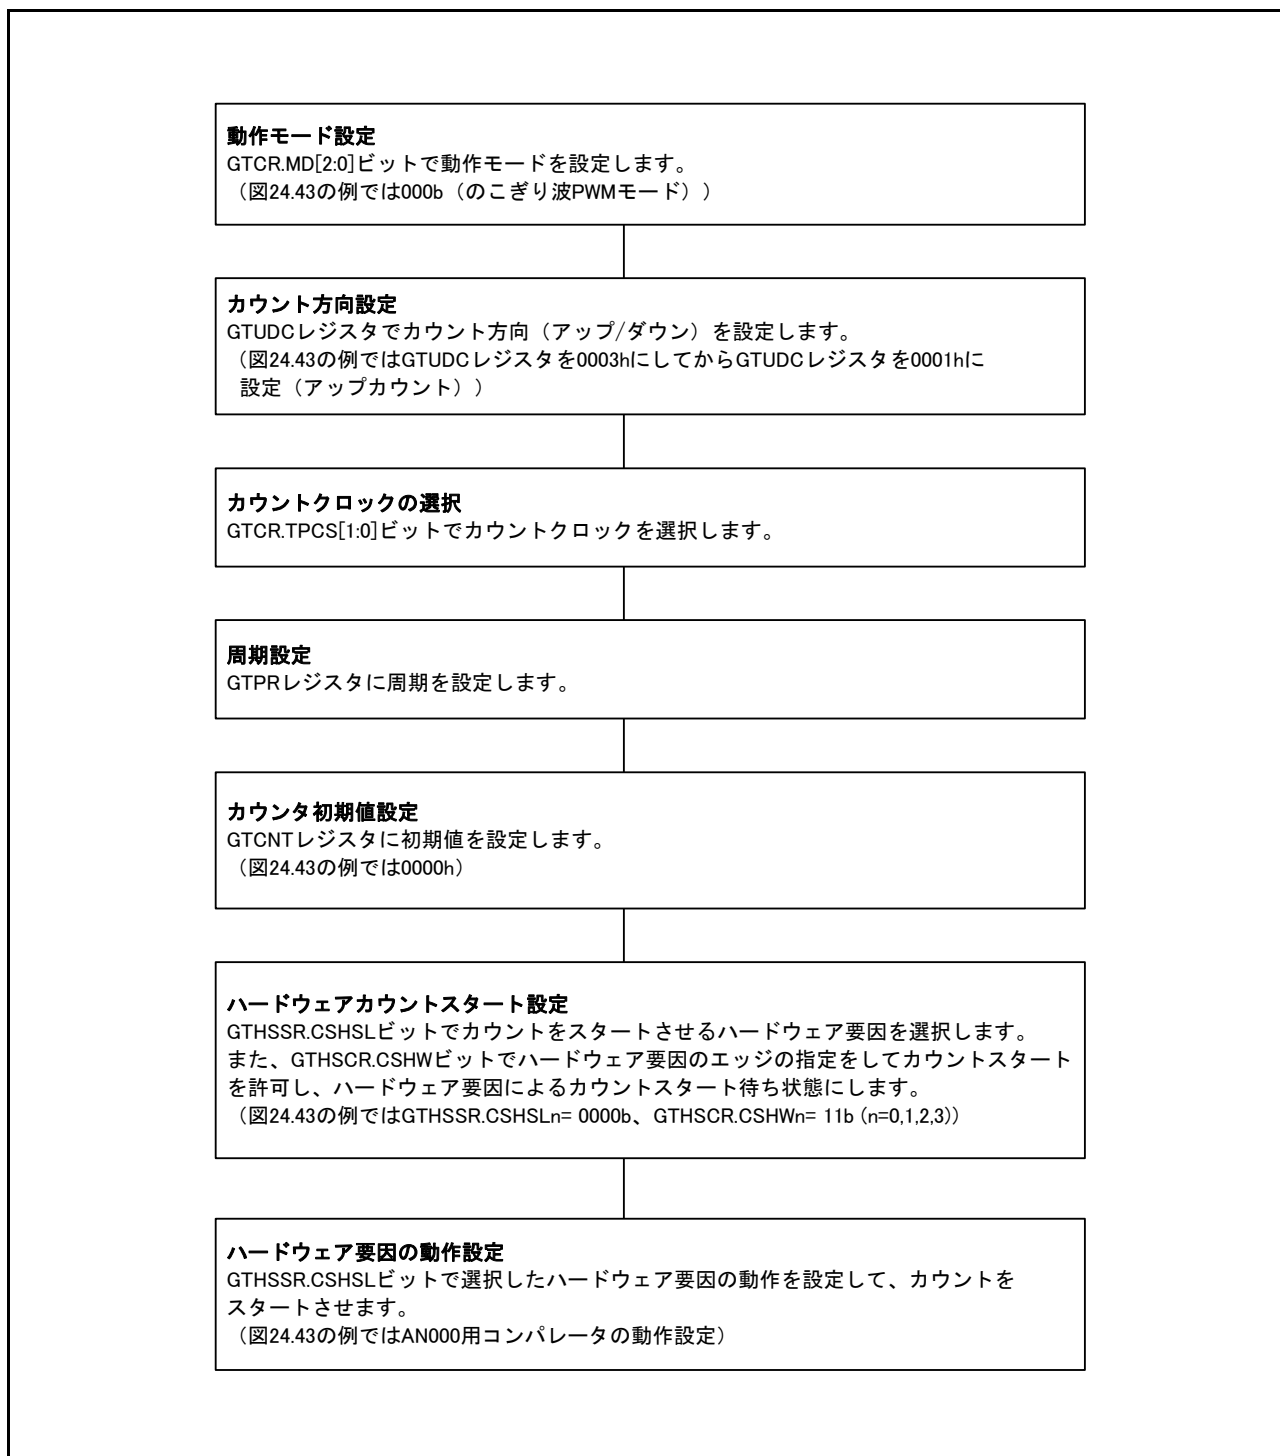 動作モード設定
GTCR.MD[2:0]ビットで動作モードを設定します。
（図24.43の例では000b（のこぎり波PWMモード））
カウント方向設定
GTUDCレジスタでカウント方向（アップ/ダウン）を設定します。
（図24.43の例ではGTUDCレジスタを0003hにしてからGTUDCレジスタを0001hに
設定（アップカウント））
カウントクロックの選択
GTCR.TPCS[1:0]ビットでカウントクロックを選択します。
周期設定
GTPRレジスタに周期を設定します。
カウンタ初期値設定
GTCNTレジスタに初期値を設定します。
（図24.43の例では0000h）
ハードウェアカウントスタート設定
GTHSSR.CSHSLビットでカウントをスタートさせるハードウェア要因を選択します。
また、GTHSCR.CSHWビットでハードウェア要因のエッジの指定をしてカウントスタート
を許可し、ハードウェア要因によるカウントスタート待ち状態にします。
（図24.43の例ではGTHSSR.CSHSLn= 0000b、GTHSCR.CSHWn= 11b (n=0,1,2,3)）
ハードウェア要因の動作設定
GTHSSR.CSHSLビットで選択したハードウェア要因の動作を設定して、カウントを
スタートさせます。
（図24.43の例ではAN000用コンパレータの動作設定）